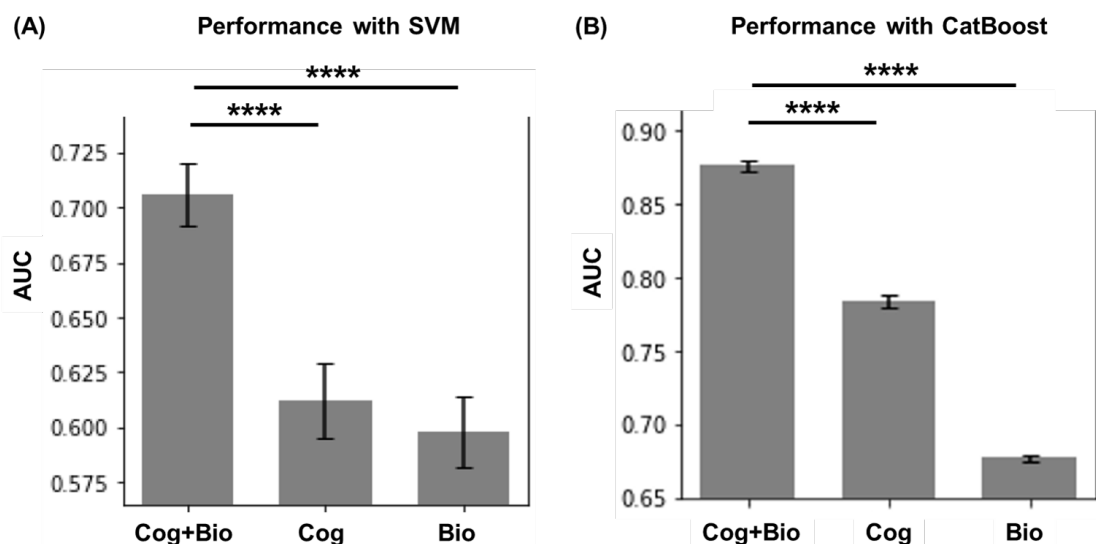 (A) Performance with SVM
****
****
0.725
0.700
0.675
0.650
0.625
0.600
0.575
AUC
Cog+Bio Cog Bio
(B) Performance with CatBoost
****
****
0.90
0.85
0.80
0.75
0.70
0.65
AUC
Cog+Bio Cog Bio